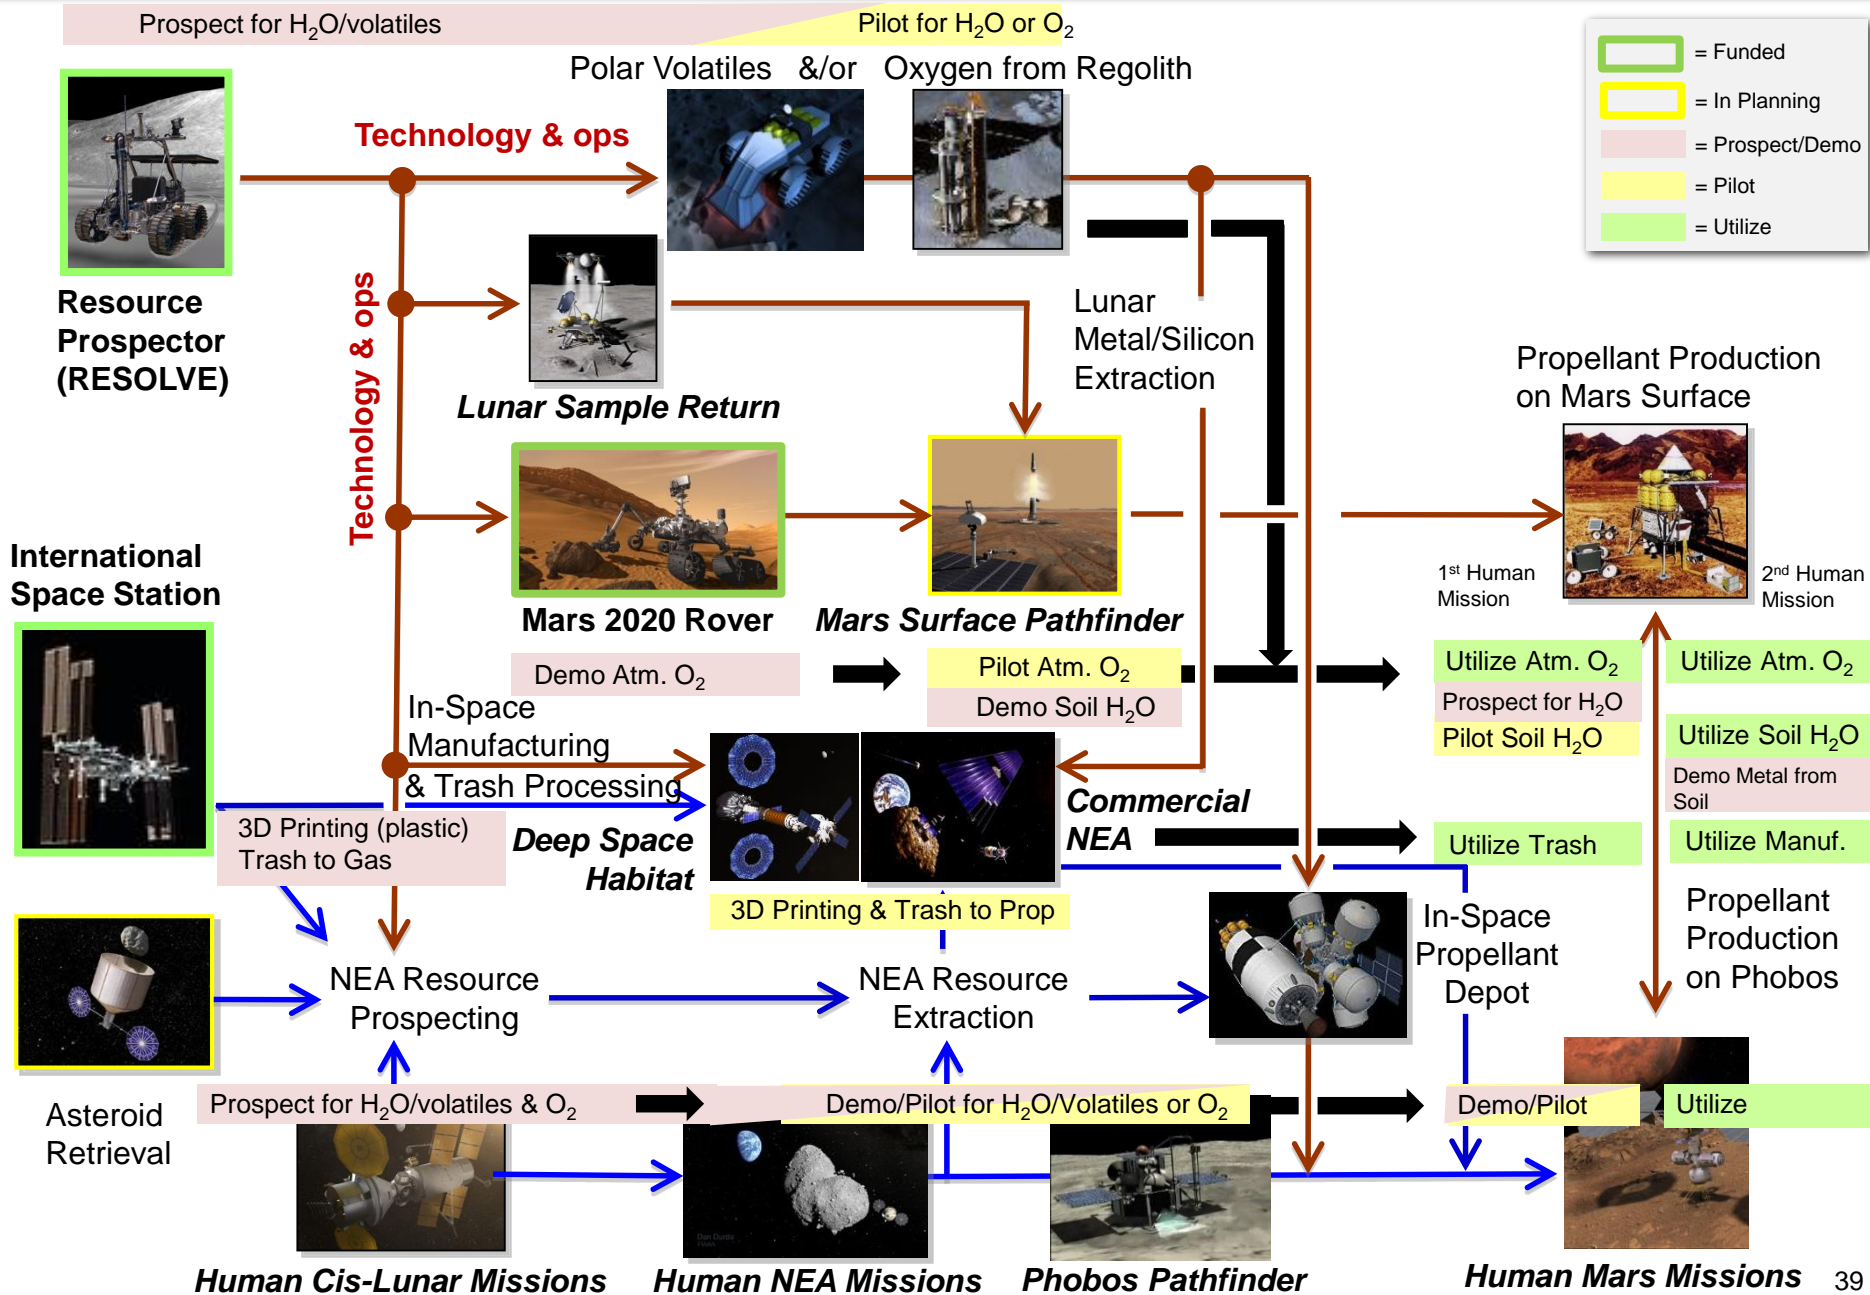 Prospect for H2O/volatiles
Pilot for H2O or O2
= Funded
= In Planning
= Prospect/Demo
= Pilot
= Utilize
Polar Volatiles &/or Oxygen from Regolith
Technology & ops
Technology & ops
Resource
Prospector
(RESOLVE)
Lunar Sample Return
Lunar
Metal/Silicon
Extraction
Propellant Production
on Mars Surface
International
Space Station
Mars 2020 Rover
Mars Surface Pathfinder
1st Human
Mission
2nd Human
Mission
Demo Atm. O2
Pilot Atm. O2
Demo Soil H2O
Utilize Atm. O2
Prospect for H2O
Pilot Soil H2O
Utilize Atm. O2
Utilize Soil H2O
Demo Metal from
Soil
In-Space
Manufacturing
& Trash Processing
3D Printing (plastic)
Trash to Gas
Deep Space
Habitat
Commercial
NEA
Utilize Trash
Utilize Manuf.
3D Printing & Trash to Prop
In-Space
Propellant
Depot
Propellant
Production
on Phobos
NEA Resource
Prospecting
NEA Resource
Extraction
Asteroid
Retrieval
Prospect for H2O/volatiles & O2
Demo/Pilot for H2O/Volatiles or O2
Demo/Pilot
Utilize
Dan Durda
Human Cis-Lunar Missions
Human NEA Missions
Phobos Pathfinder
Human Mars Missions
39